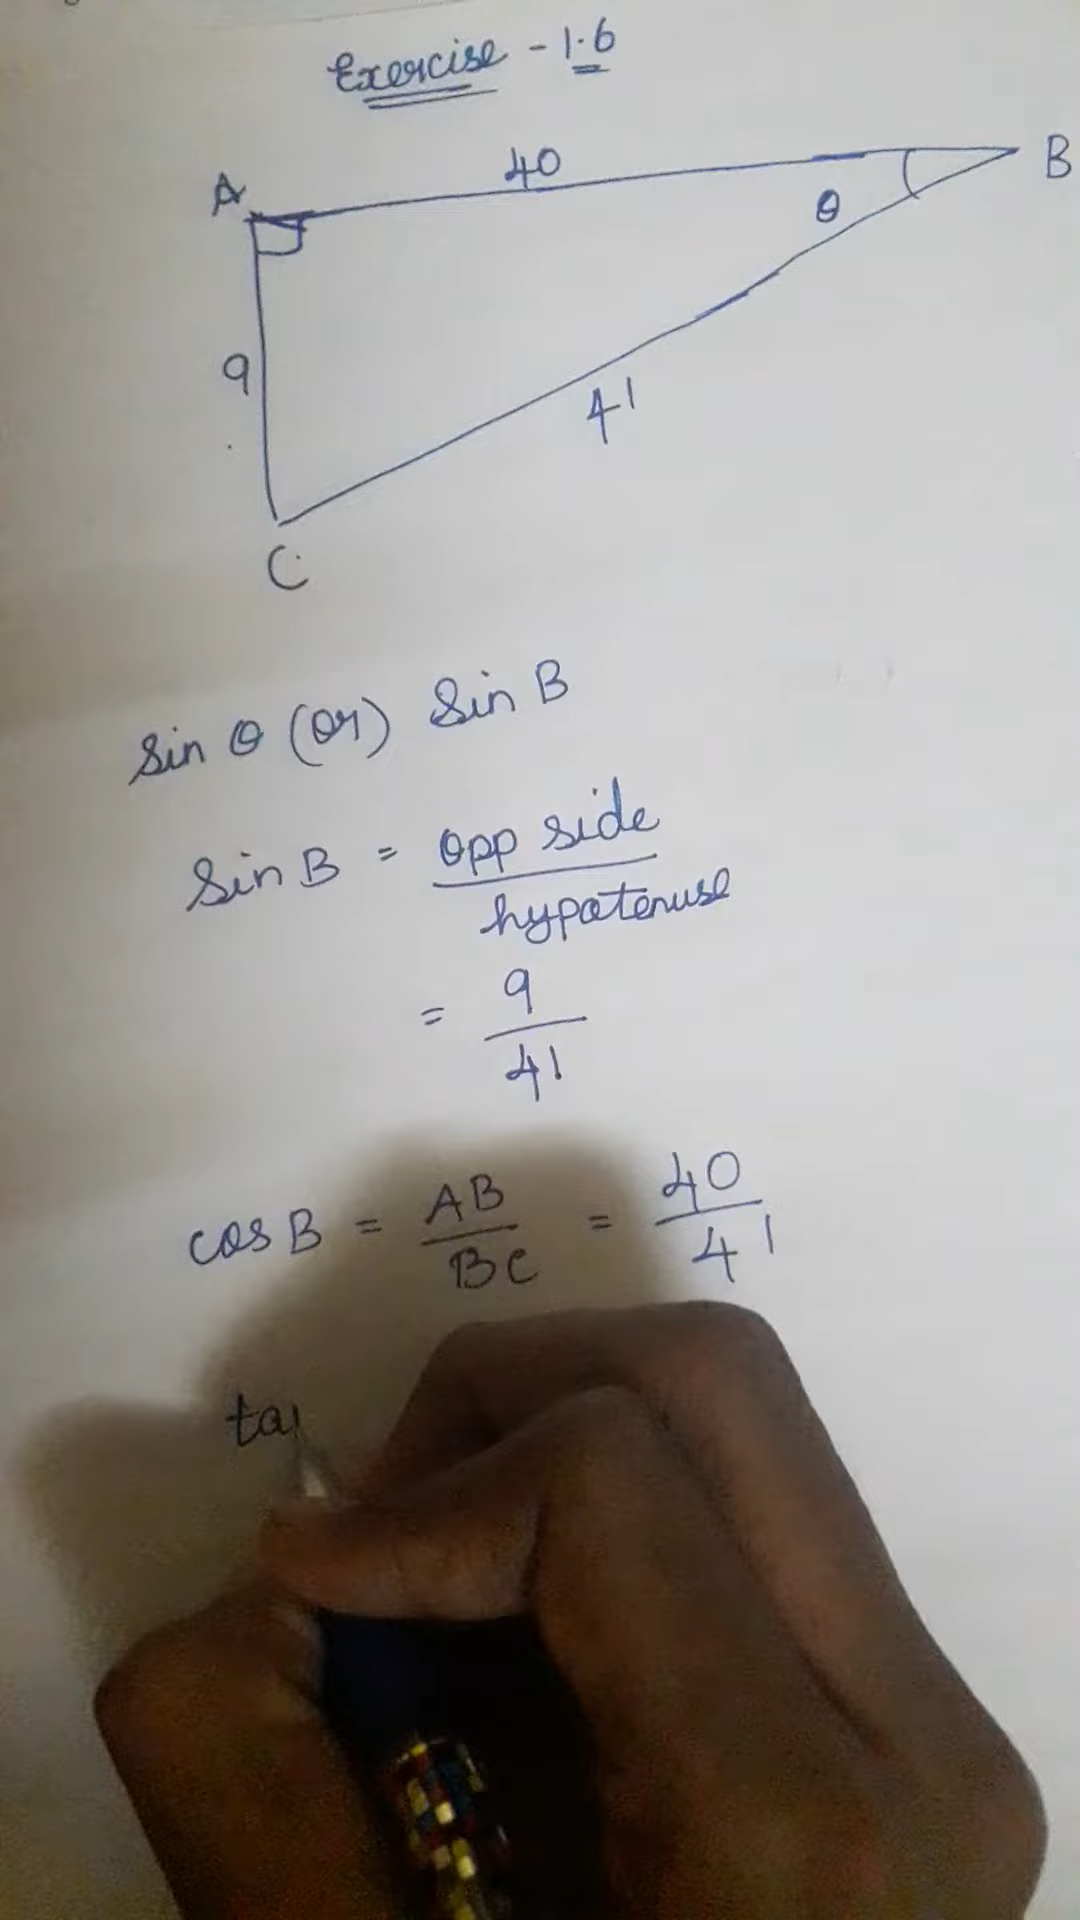 Exercise - 1.6
A 40 B
θ
9
41
C
Sin θ (or) Sin B
Sin B = opp side / hypotenuse
= 9 / 41
cos B = AB / BC = 40 / 41
ta